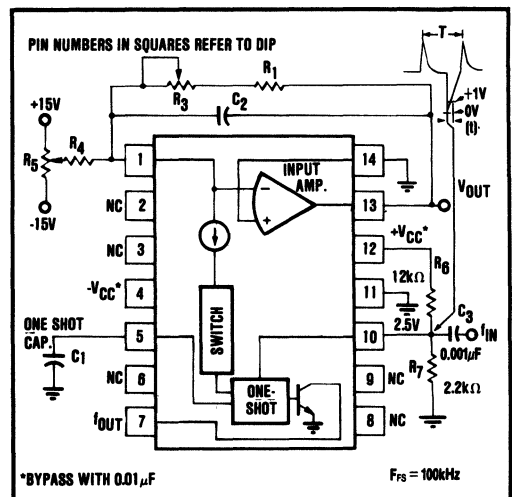 PIN NUMBERS IN SQUARES REFER TO DIP
T
R3
R1
C2
+1V
0V
(t)
+15V
R5
R4
-15V
1
14
INPUT
AMP.
-
+
NC 2
13
VOUT
NC 3
12
+VCC*
R6
-VCC* 4
11
12kΩ
2.5V
C3
ONE SHOT
CAP.
C1
5
SWITCH
10
fIN
0.001μF
R7
2.2kΩ
NC 6
ONE-
SHOT
9 NC
fOUT 7
8 NC
*BYPASS WITH 0.01 μF
FFS = 100kHz